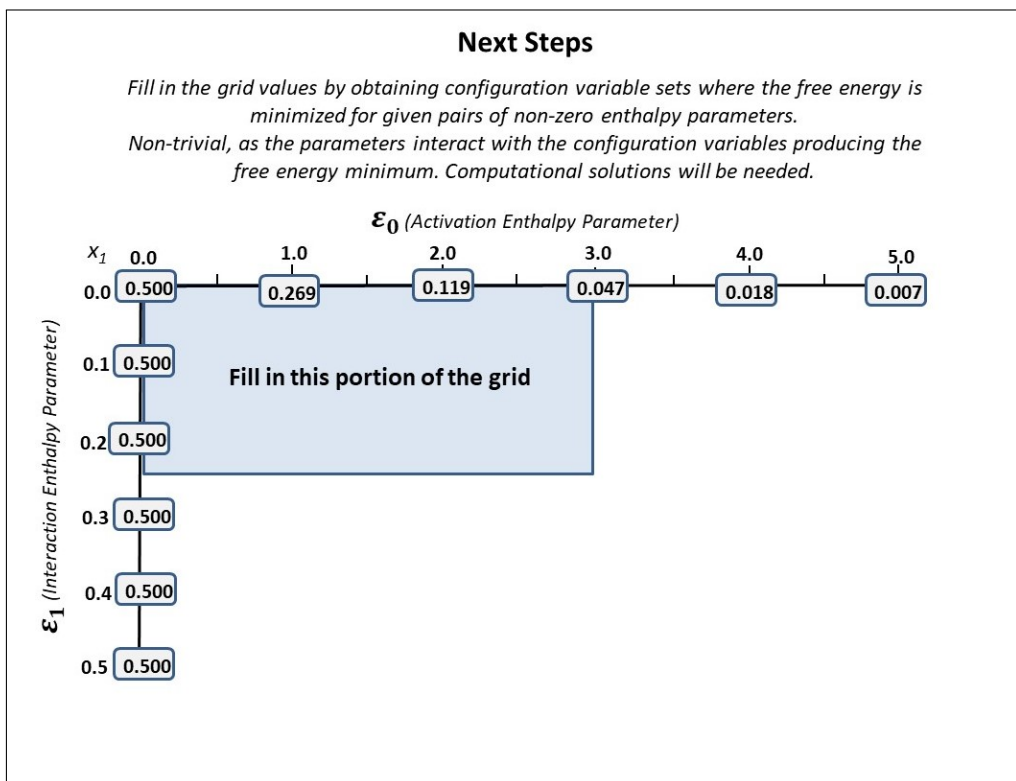 Next Steps
Fill in the grid values by obtaining configuration variable sets where the free energy is
minimized for given pairs of non-zero enthalpy parameters.
Non-trivial, as the parameters interact with the configuration variables producing the
free energy minimum. Computational solutions will be needed.
ε₀ (Activation Enthalpy Parameter)
x₁ 0.0 1.0 2.0 3.0 4.0 5.0
0.0 0.500 0.269 0.119 0.047 0.018 0.007
0.1 0.500
Fill in this portion of the grid
0.2 0.500
0.3 0.500
0.4 0.500
0.5 0.500
ε₁ (Interaction Enthalpy Parameter)